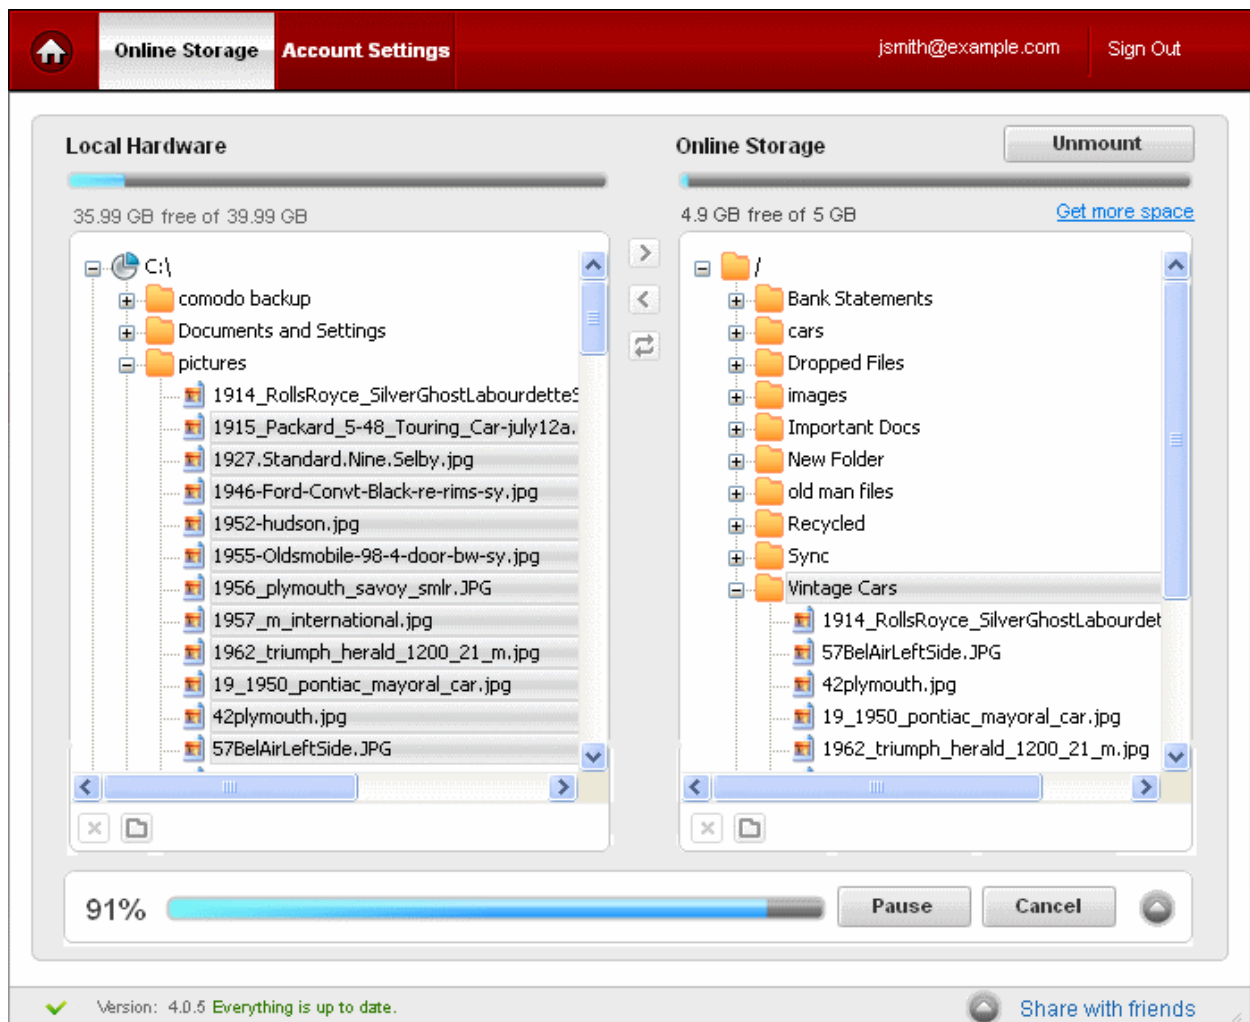 Online Storage Account Settings jsmith@example.com Sign Out
Local Hardware
35.99 GB free of 39.99 GB
C:\
comodo backup
Documents and Settings
pictures
1914_RollsRoyce_SilverGhostLabourdetteS
1915_Packard_5-48_Touring_Car-july12a.
1927.Standard.Nine.Selby.jpg
1946-Ford-Convt-Black-re-rims-sy.jpg
1952-hudson.jpg
1955-Oldsmobile-98-4-door-bw-sy.jpg
1956_plymouth_savoy_smlr.JPG
1957_m_international.jpg
1962_triumph_herald_1200_21_m.jpg
19_1950_pontiac_mayoral_car.jpg
42plymouth.jpg
57BelAirLeftSide.JPG
Online Storage Unmount
4.9 GB free of 5 GB Get more space
/
Bank Statements
cars
Dropped Files
images
Important Docs
New Folder
old man files
Recycled
Sync
Vintage Cars
1914_RollsRoyce_SilverGhostLabourdet
57BelAirLeftSide.JPG
42plymouth.jpg
19_1950_pontiac_mayoral_car.jpg
1962_triumph_herald_1200_21_m.jpg
91% Pause Cancel
Version: 4.0.5 Everything is up to date. Share with friends